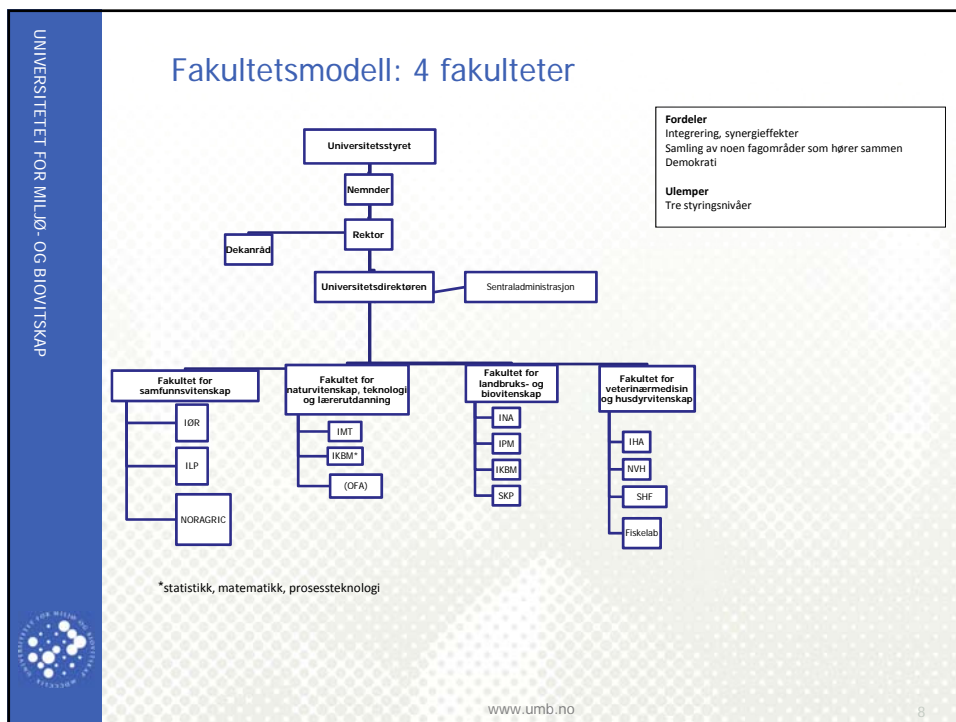 UNIVERSITETET FOR MILJØ- OG BIOVITSKAP
Fakultetsmodell: 4 fakulteter
Fordeler
Integrering, synergieffekter
Samling av noen fagområder som hører sammen
Demokrati
Ulemper
Tre styringsnivåer
Universitetsstyret
Nemnder
Rektor
Dekanråd
Universitetsdirektøren
Sentraladministrasjon
Fakultet for
samfunnsvitenskap
IØR
ILP
NORAGRIC
Fakultet for
naturvitenskap, teknologi
og lærerutdanning
IMT
IKBM*
(OFA)
Fakultet for
landbruks- og
biovitenskap
INA
IPM
IKBM
SKP
Fakultet for
veterinærmedisin
og husdyrvitenskap
IHA
NVH
SHF
Fiskelab
*statistikk, matematikk, prosessteknologi
www.umb.no
8